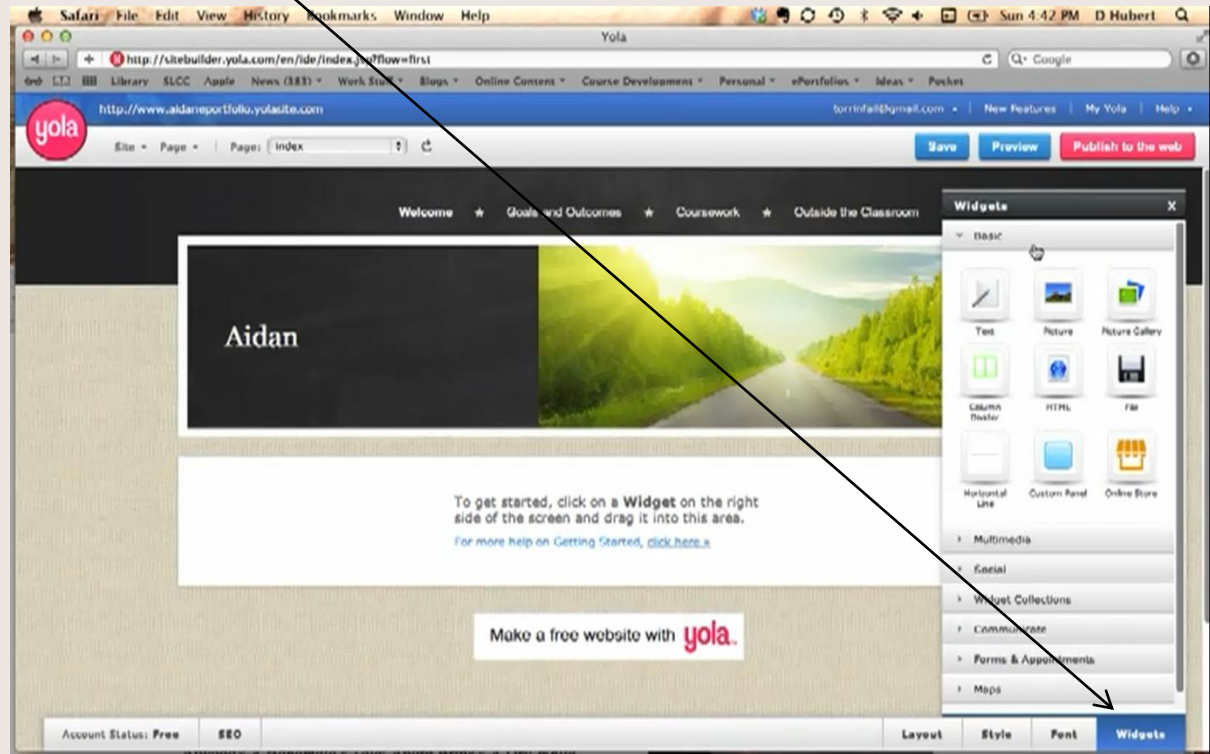 Safari File Edit View History Bookmarks Window Help Sun 4:42 PM D Hubert
Yola
http://sitebuilder.yola.com/en/ide/index.jsp?flow=first Google
Library SLCC Apple News (383) Work Stuff Blogs Online Content Course Development Personal ePortfolios Ideas Pocket
http://www.aidaneportfolio.yolasite.com torrinfail@gmail.com New Features My Yola Help
yola
Site Page Page: index Save Preview Publish to the web
Welcome ★ Goals and Outcomes ★ Coursework ★ Outside the Classroom
Widgets X
Basic
Aidan
Text Picture Picture Gallery
Column Divider HTML File
Horizontal Line Custom Panel Online Store
To get started, click on a Widget on the right
side of the screen and drag it into this area.
For more help on Getting Started, click here »
Multimedia
Social
Widget Collections
Communicate
Forms & Appointments
Maps
Make a free website with yola
Account Status: Free SEO Layout Style Font Widgets